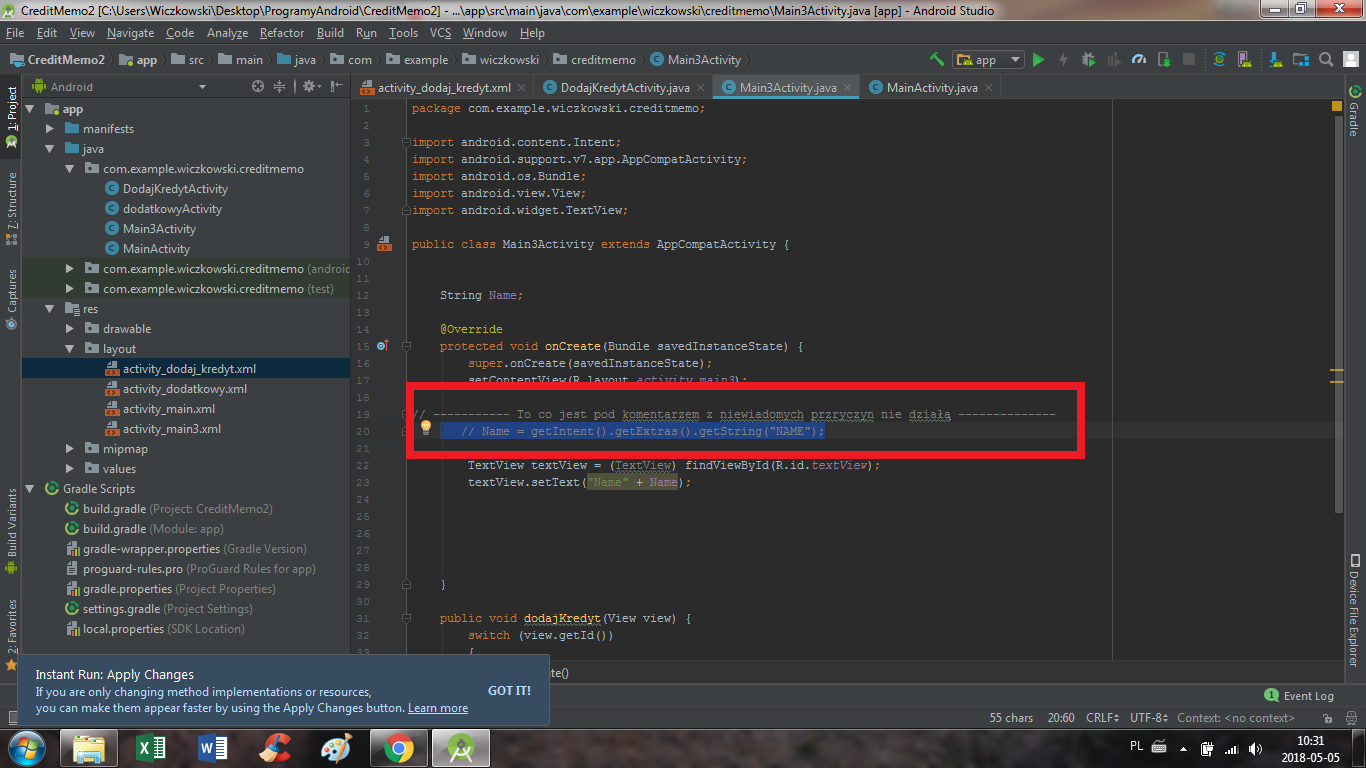 CreditMemo2 [C:\Users\Wiczkowski\Desktop\ProgramyAndroid\CreditMemo2] - ...\app\src\main\java\com\example\wiczkowski\creditmemo\Main3Activity.java [app] - Android Studio
File Edit View Navigate Code Analyze Refactor Build Run Tools VCS Window Help
CreditMemo2 app src main java com example wiczkowski creditmemo Main3Activity
app
Android
activity_dodaj_kredyt.xml DodajKredytActivity.java Main3Activity.java MainActivity.java
1: Project
7: Structure
Captures
Build Variants
2: Favorites
app
manifests
java
com.example.wiczkowski.creditmemo
DodajKredytActivity
dodatkowyActivity
Main3Activity
MainActivity
com.example.wiczkowski.creditmemo (android
com.example.wiczkowski.creditmemo (test)
res
drawable
layout
activity_dodaj_kredyt.xml
activity_dodatkowy.xml
activity_main.xml
activity_main3.xml
mipmap
values
Gradle Scripts
build.gradle (Project: CreditMemo2)
build.gradle (Module: app)
gradle-wrapper.properties (Gradle Version)
proguard-rules.pro (ProGuard Rules for app)
gradle.properties (Project Properties)
settings.gradle (Project Settings)
local.properties (SDK Location)
1 package com.example.wiczkowski.creditmemo;
2
3 import android.content.Intent;
4 import android.support.v7.app.AppCompatActivity;
5 import android.os.Bundle;
6 import android.view.View;
7 import android.widget.TextView;
8
9 public class Main3Activity extends AppCompatActivity {
10
11
12 String Name;
13
14 @Override
15 protected void onCreate(Bundle savedInstanceState) {
16 super.onCreate(savedInstanceState);
17 setContentView(R.layout.activity_main3);
18
19 // ----------- To co jest pod komentarzem z niewiadomych przryczyn nie działą --------------
20 // Name = getIntent().getExtras().getString("NAME");
21
22 TextView textView = (TextView) findViewById(R.id.textView);
23 textView.setText("Name" + Name);
24
25
26
27
28
29 }
30
31 public void dodajKredyt(View view) {
32 switch (view.getId())
33 {
te()
Gradle
Device File Explorer
Instant Run: Apply Changes
If you are only changing method implementations or resources,
you can make them appear faster by using the Apply Changes button. Learn more
GOT IT!
1 Event Log
55 chars 20:60 CRLF UTF-8 Context: <no context>
PL
10:31
2018-05-05